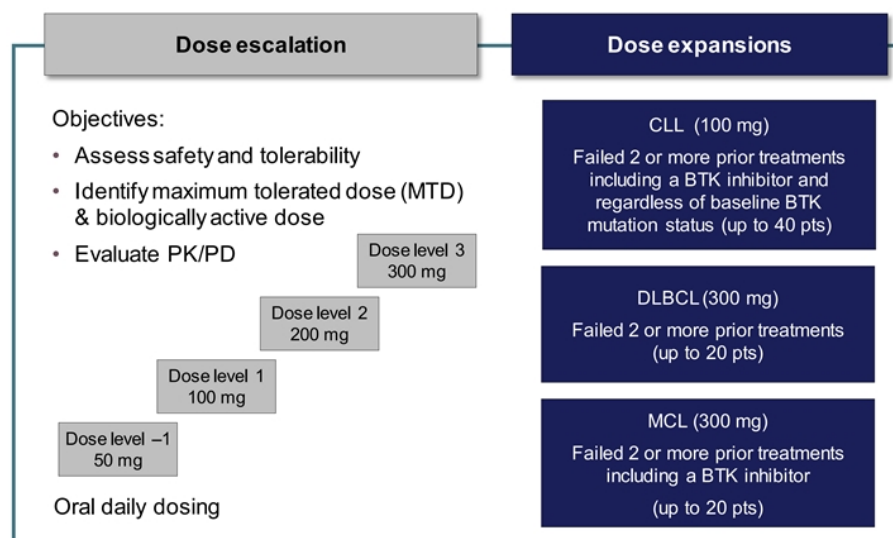 Dose escalation
Objectives:
• Assess safety and tolerability
• Identify maximum tolerated dose (MTD)
& biologically active dose
• Evaluate PK/PD
Dose level 3
300 mg
Dose level 2
200 mg
Dose level 1
100 mg
Dose level –1
50 mg
Oral daily dosing
Dose expansions
CLL (100 mg)
Failed 2 or more prior treatments
including a BTK inhibitor and
regardless of baseline BTK
mutation status (up to 40 pts)
DLBCL (300 mg)
Failed 2 or more prior treatments
(up to 20 pts)
MCL (300 mg)
Failed 2 or more prior treatments
including a BTK inhibitor
(up to 20 pts)